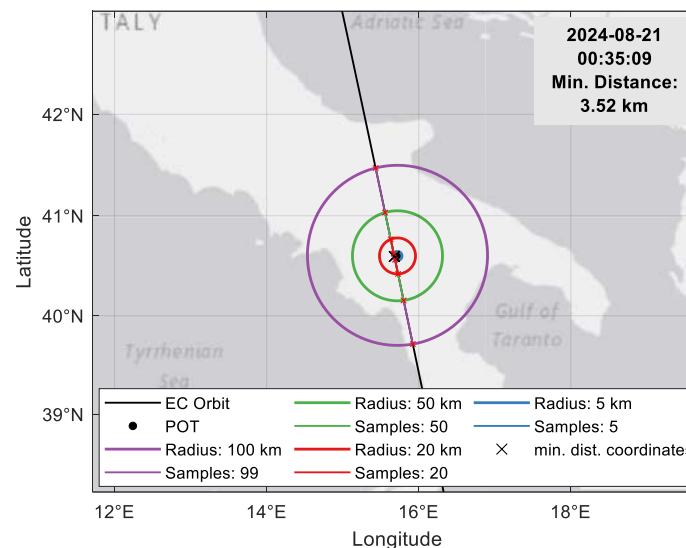 TALY
Adriatic Sea
2024-08-21
00:35:09
Min. Distance:
3.52 km
42°N
41°N
40°N
39°N
Latitude
Gulf of
Taranto
Tyrrhenian
Sea
EC Orbit
POT
Radius: 100 km
Samples: 99
Radius: 50 km
Samples: 50
Radius: 20 km
Samples: 20
Radius: 5 km
Samples: 5
min. dist. coordinates
12°E
14°E
16°E
18°E
Longitude